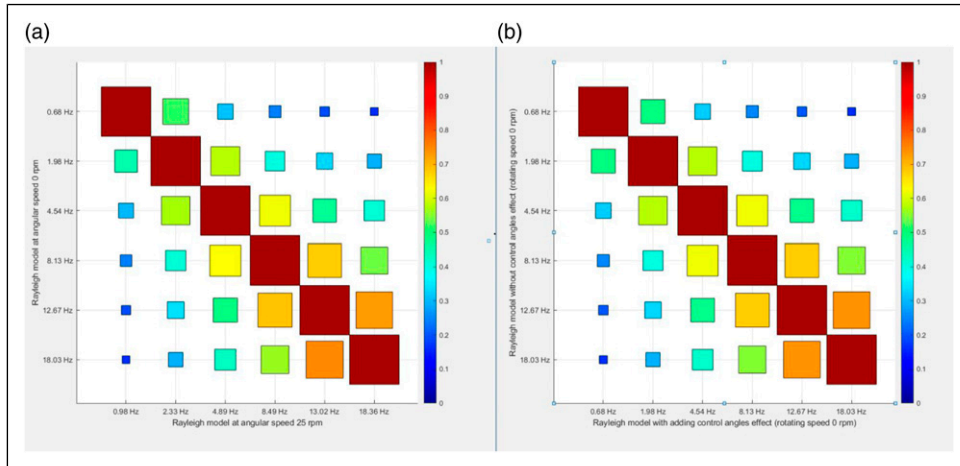 (a)
(b)
Rayleigh model at angular speed 0 rpm
0.68 Hz
1.98 Hz
4.54 Hz
8.13 Hz
12.67 Hz
18.03 Hz
0.98 Hz 2.33 Hz 4.89 Hz 8.49 Hz 13.02 Hz 18.36 Hz
Rayleigh model at angular speed 25 rpm
1
0.9
0.8
0.7
0.6
0.5
0.4
0.3
0.2
0.1
0
Rayleigh model without control angles effect (rotating speed 0 rpm)
0.68 Hz
1.98 Hz
4.54 Hz
8.13 Hz
12.67 Hz
18.03 Hz
0.68 Hz 1.98 Hz 4.54 Hz 8.13 Hz 12.67 Hz 18.03 Hz
Rayleigh model with adding control angles effect (rotating speed 0 rpm)
1
0.9
0.8
0.7
0.6
0.5
0.4
0.3
0.2
0.1
0